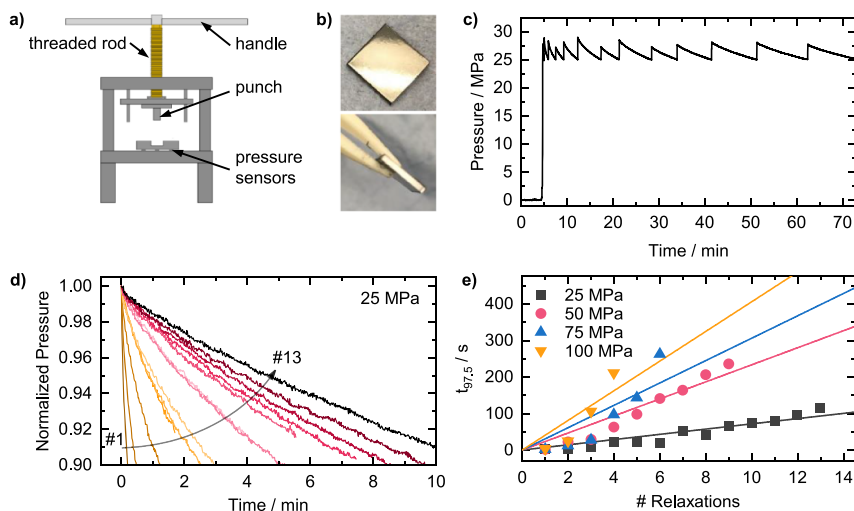 a)
threaded rod
handle
punch
pressure
sensors
b)
c)
Pressure / MPa
35
30
25
20
15
10
5
0
0 10 20 30 40 50 60 70
Time / min
d)
Normalized Pressure
1.00
0.98
0.96
0.94
0.92
0.90
25 MPa
#13
#1
0 2 4 6 8 10
Time / min
e)
t97,5 / s
400
300
200
100
0
25 MPa
50 MPa
75 MPa
100 MPa
0 2 4 6 8 10 12 14
# Relaxations